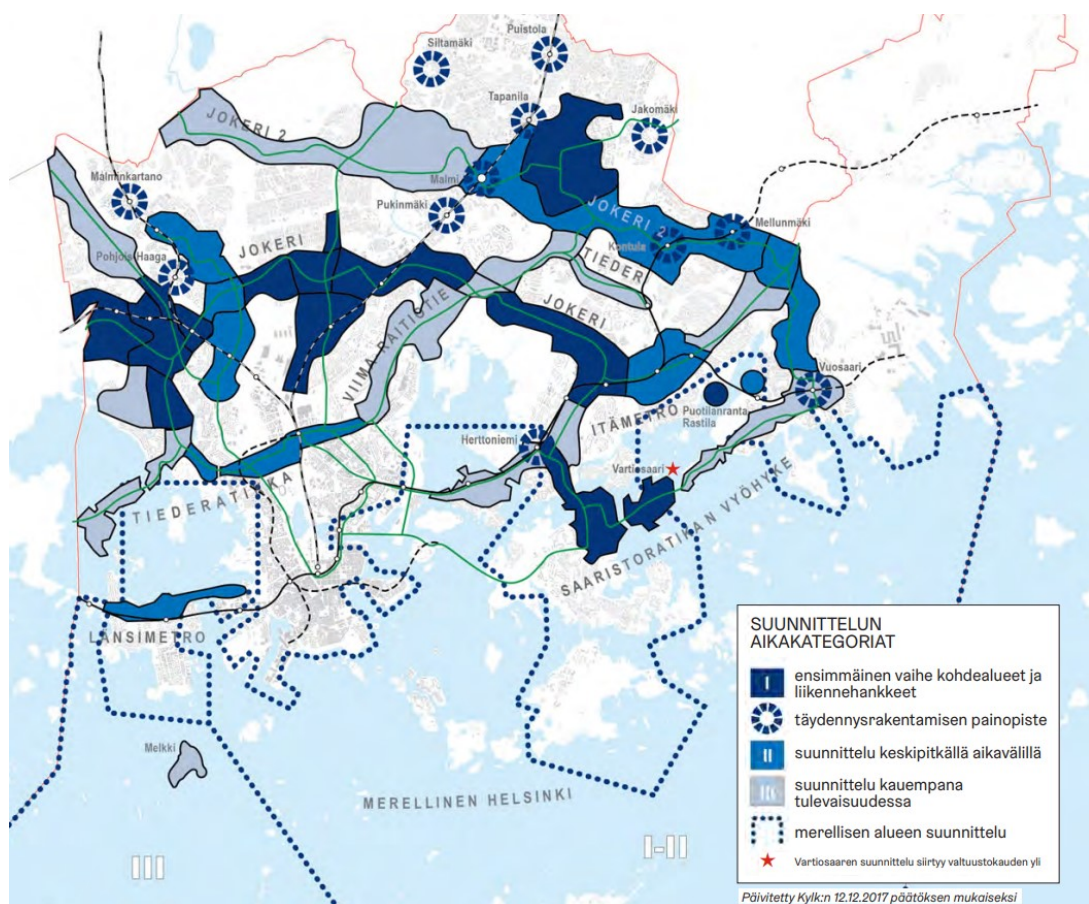 Puistola
Siltamäki
Tapanila
Jakomäki
JOKERI 2
Malmi
Malminkartano
Pukinmäki
JOKERI 2
Mellunmäki
Kontula
Pohjois-Haaga
JOKERI
TIEDER
JOKERI
VIIMA-RAITIOTIE
Vuosaari
Puotilanranta
Rastila
ITÄMETRO
Herttoniemi
Vartiosaari
TIEDERATIKKA
SAARISTORATIKAN VYÖHYKE
LÄNSIMETRO
Melkki
MERELLINEN HELSINKI
III
I-II
SUUNNITTELUN
AIKAKATEGORIAT
I
ensimmäinen vaihe kohdealueet ja
liikennehankkeet
täydennysrakentamisen painopiste
II
suunnittelu keskipitkällä aikavälillä
III
suunnittelu kauempana
tulevaisuudessa
merellisen alueen suunnittelu
Vartiosaaren suunnittelu siirtyy valtuustokauden yli
Päivitetty Kylk:n 12.12.2017 päätöksen mukaiseksi